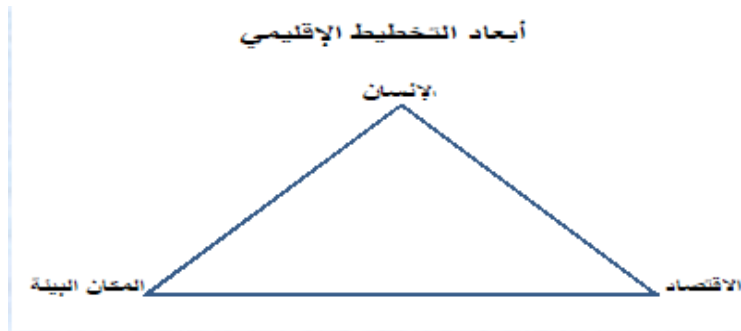 أبعاد التخطيط الإقليمي
الإنسان
الاقتصاد
المكان البيئة